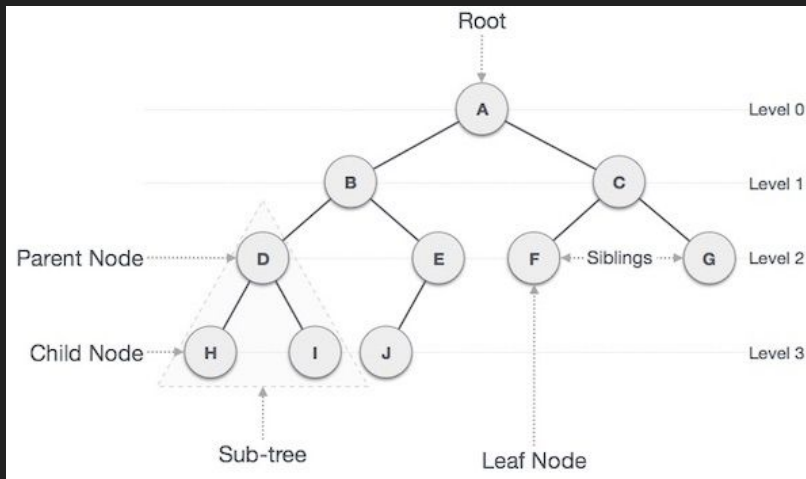 Root
A
Level 0
B
C
Level 1
Parent Node
D
E
F
Siblings
G
Level 2
Child Node
H
I
J
Level 3
Sub-tree
Leaf Node